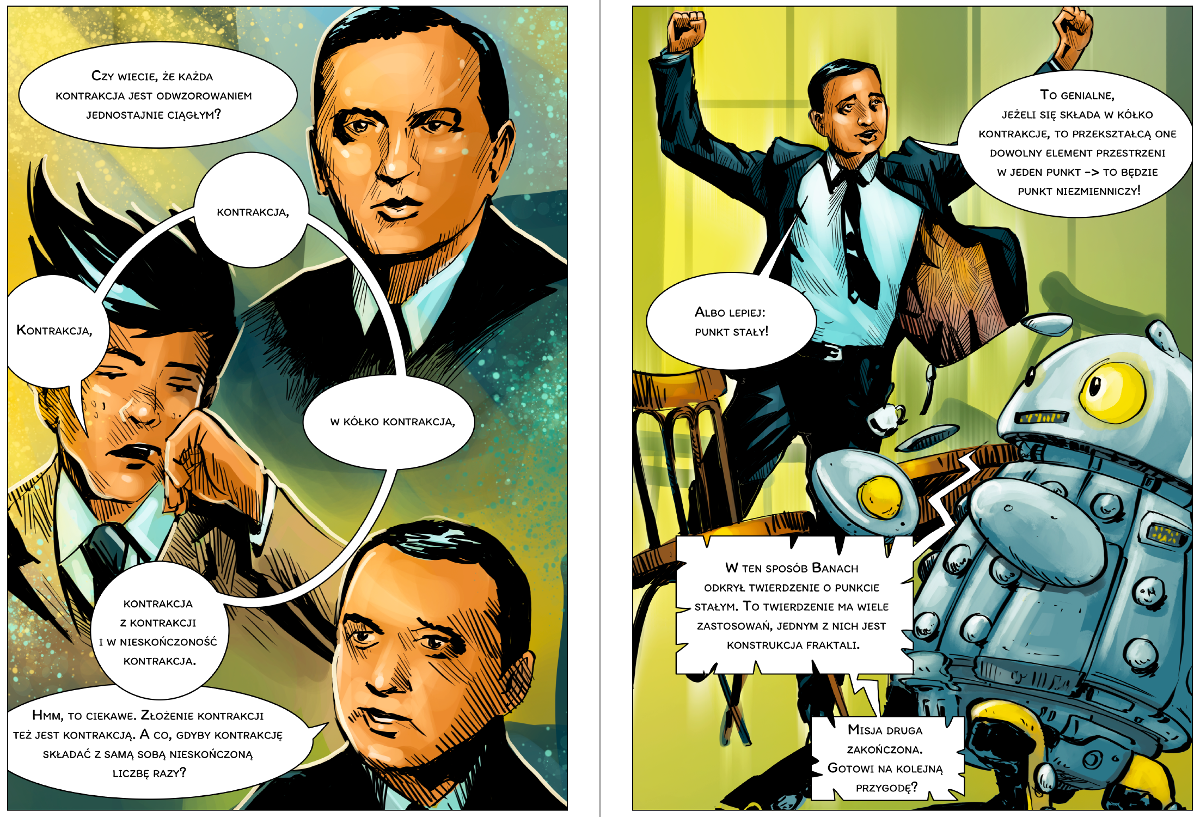 Czy wiecie, że każda
kontrakcja jest odwzorowaniem
jednostajnie ciągłym?
Kontrakcja,
kontrakcja,
w kółko kontrakcja,
kontrakcja
z kontrakcji
i w nieskończoność
kontrakcja.
Hmm, to ciekawe. Złożenie kontrakcji
też jest kontrakcją. A co, gdyby kontrakcję
składać z samą sobą nieskończoną
liczbę razy?
To genialne,
jeżeli się składa w kółko
kontrakcje, to przekształcą one
dowolny element przestrzeni
w jeden punkt -> to będzie
punkt niezmienniczy!
Albo lepiej:
punkt stały!
W ten sposób Banach
odkrył twierdzenie o punkcie
stałym. To twierdzenie ma wiele
zastosowań, jednym z nich jest
konstrukcja fraktali.
Misja druga
zakończona.
Gotowi na kolejną
przygodę?